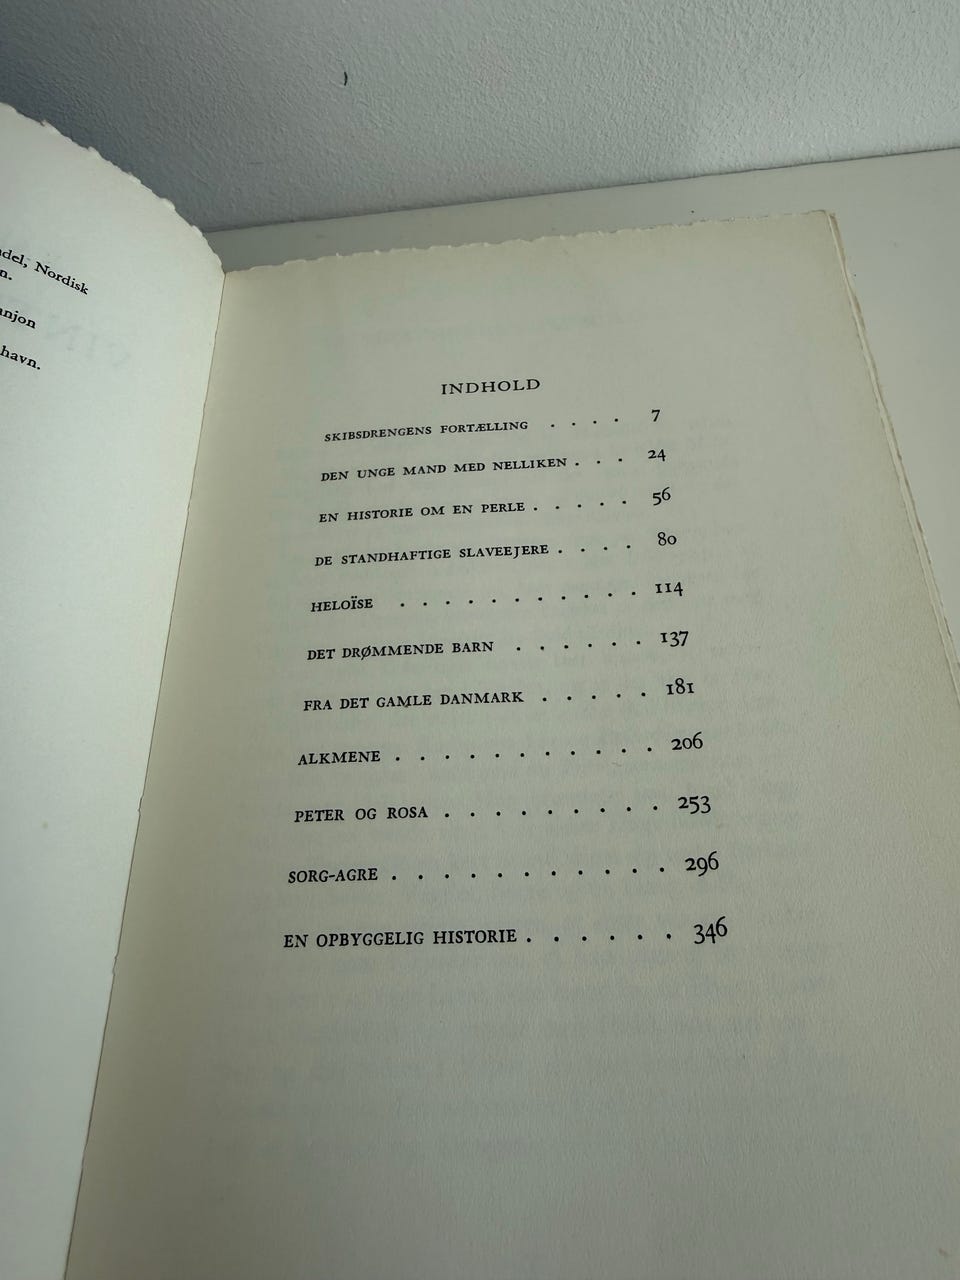 Nordisk
havn.
INDHOLD
SKIBSDRENGENS FORTÆLLING . . . . 7
DEN UNGE MAND MED NELLIKEN . . . 24
EN HISTORIE OM EN PERLE . . . . . 56
DE STANDHAFTIGE SLAVEEJERE . . . . 80
HELOÏSE . . . . . . . . . . . 114
DET DRØMMENDE BARN . . . . . . 137
FRA DET GAMLE DANMARK . . . . . 181
ALKMENE . . . . . . . . . . . 206
PETER OG ROSA . . . . . . . . . 253
SORG-AGRE . . . . . . . . . . . 296
EN OPBYGGELIG HISTORIE . . . . . . 346